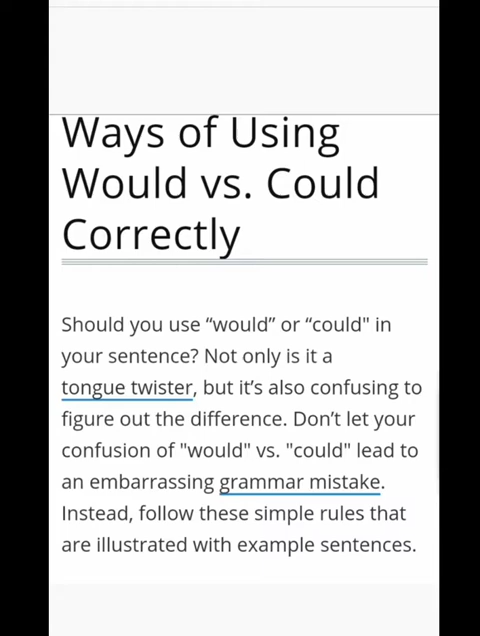 Ways of Using
Would vs. Could
Correctly
Should you use “would” or “could" in
your sentence? Not only is it a
tongue twister, but it’s also confusing to
figure out the difference. Don’t let your
confusion of "would" vs. "could" lead to
an embarrassing grammar mistake.
Instead, follow these simple rules that
are illustrated with example sentences.